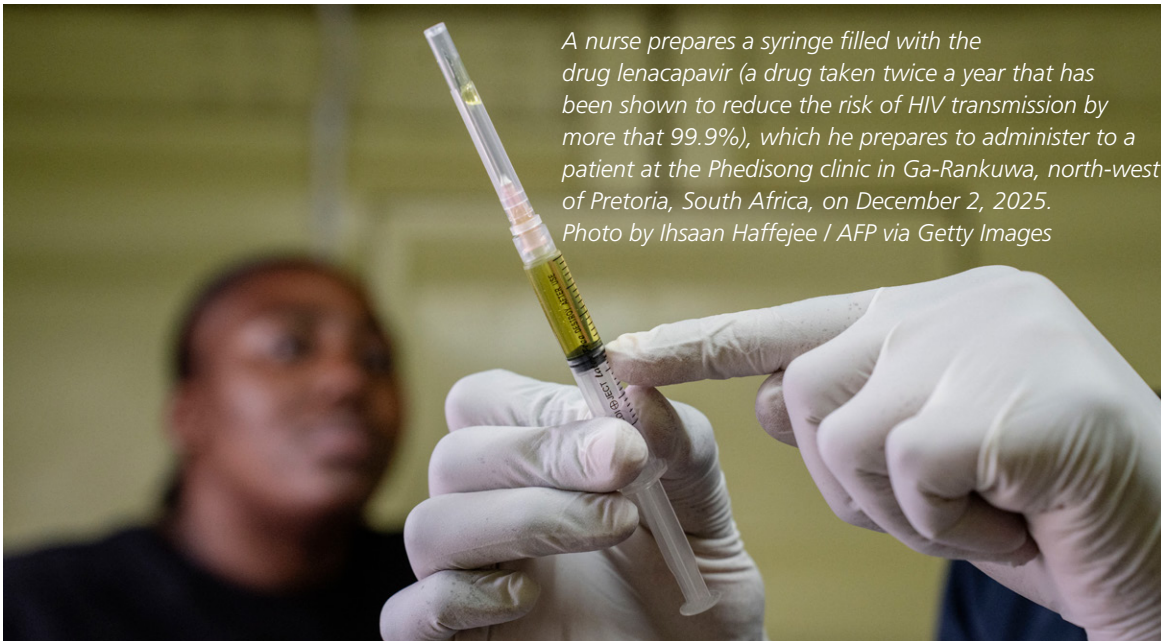 A nurse prepares a syringe filled with the
drug lenacapavir (a drug taken twice a year that has
been shown to reduce the risk of HIV transmission by
more that 99.9%), which he prepares to administer to a
patient at the Phedisong clinic in Ga-Rankuwa, north-west
of Pretoria, South Africa, on December 2, 2025.
Photo by Ihsaan Haffejee / AFP via Getty Images